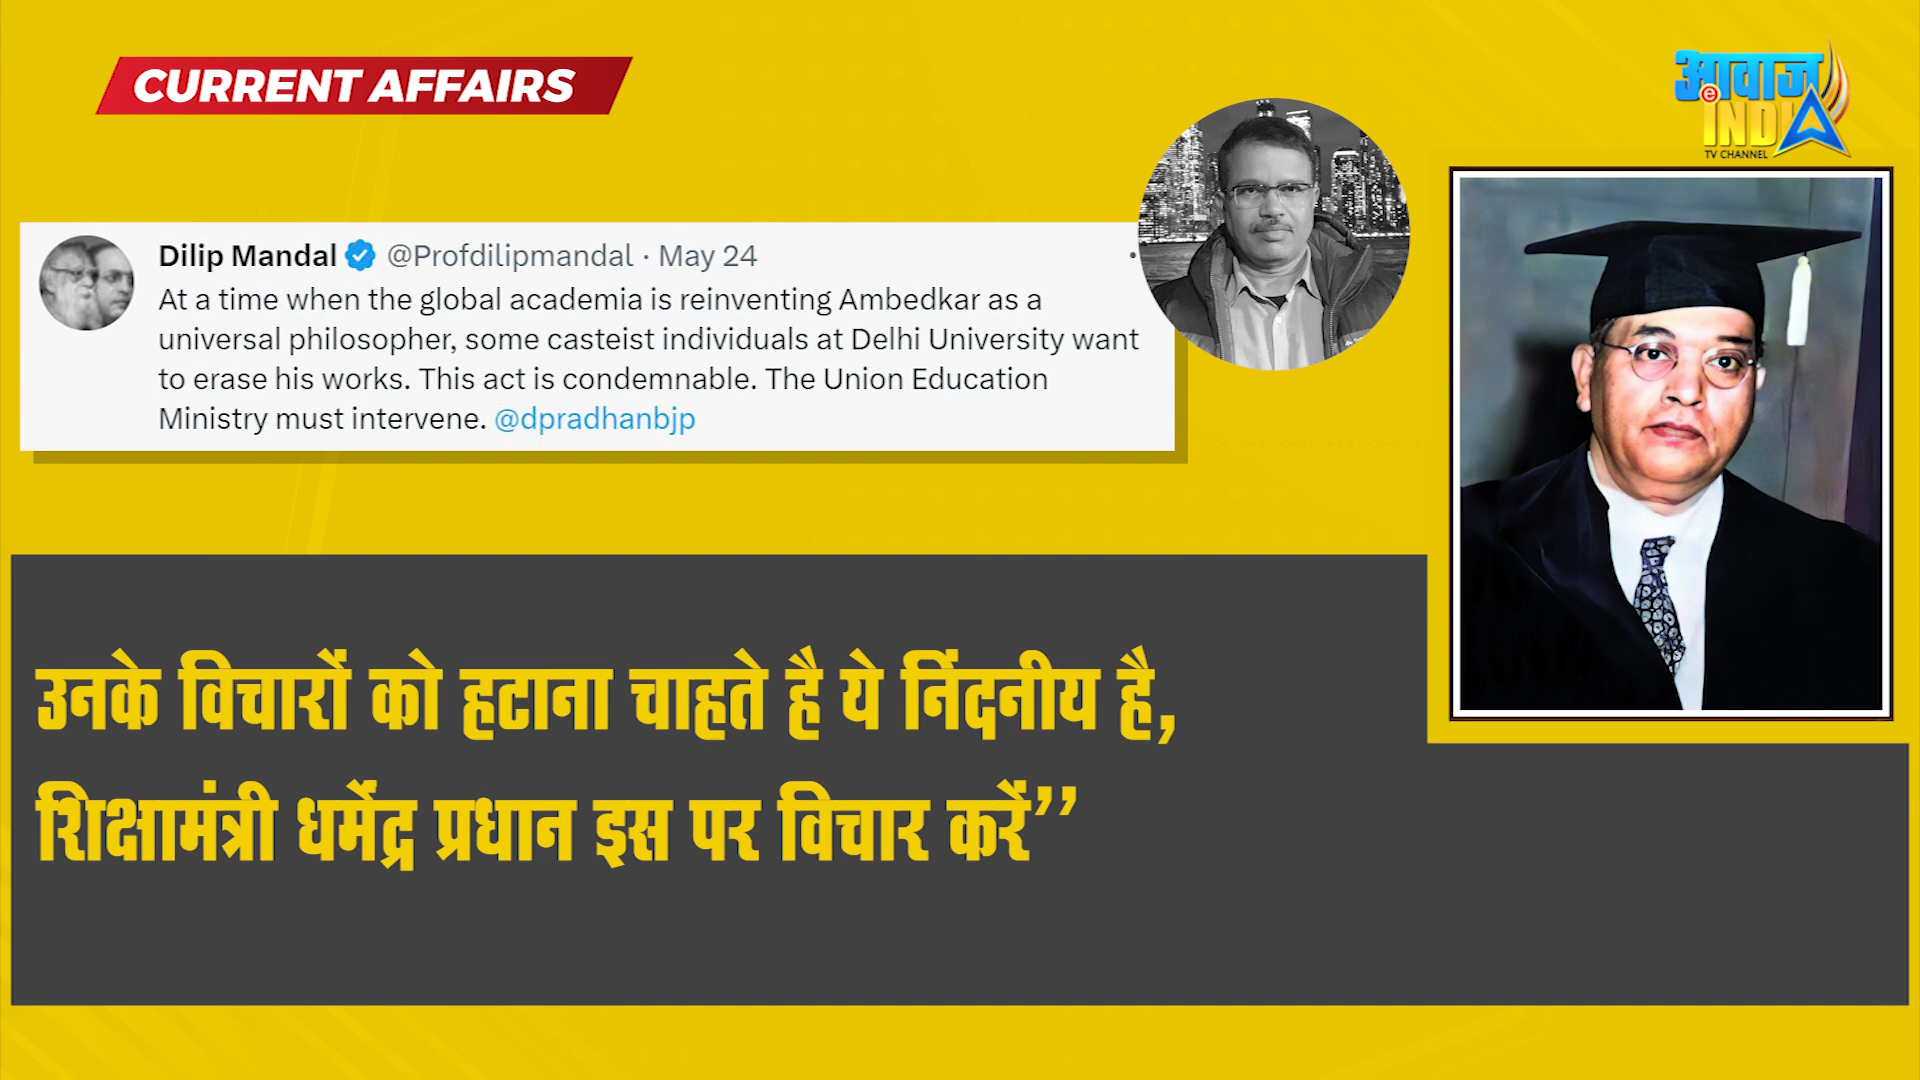 CURRENT AFFAIRS
आवाज
e INDIA
TV CHANNEL
Dilip Mandal @Profdilipmandal · May 24
At a time when the global academia is reinventing Ambedkar as a
universal philosopher, some casteist individuals at Delhi University want
to erase his works. This act is condemnable. The Union Education
Ministry must intervene. @dpradhanbjp
उनके विचारों को हटाना चाहते है ये निंदनीय है,
शिक्षामंत्री धर्मेंद्र प्रधान इस पर विचार करें’’